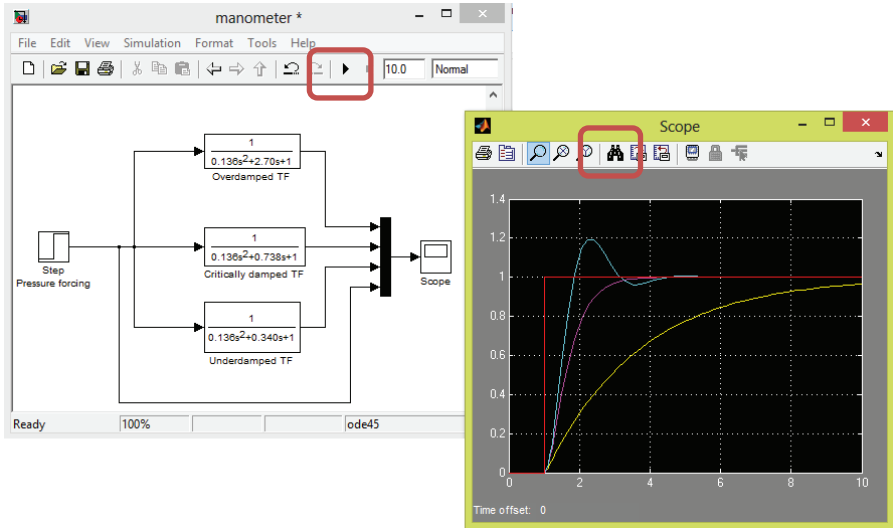 manometer *
File Edit View Simulation Format Tools Help
10.0 Normal
1
0.136s²+2.70s+1
Overdamped TF
1
0.136s²+0.738s+1
Critically damped TF
1
0.136s²+0.340s+1
Underdamped TF
Step
Pressure forcing
Scope
Ready 100% ode45
Scope
1.4
1.2
1
0.8
0.6
0.4
0.2
0
0 2 4 6 8 10
Time offset: 0